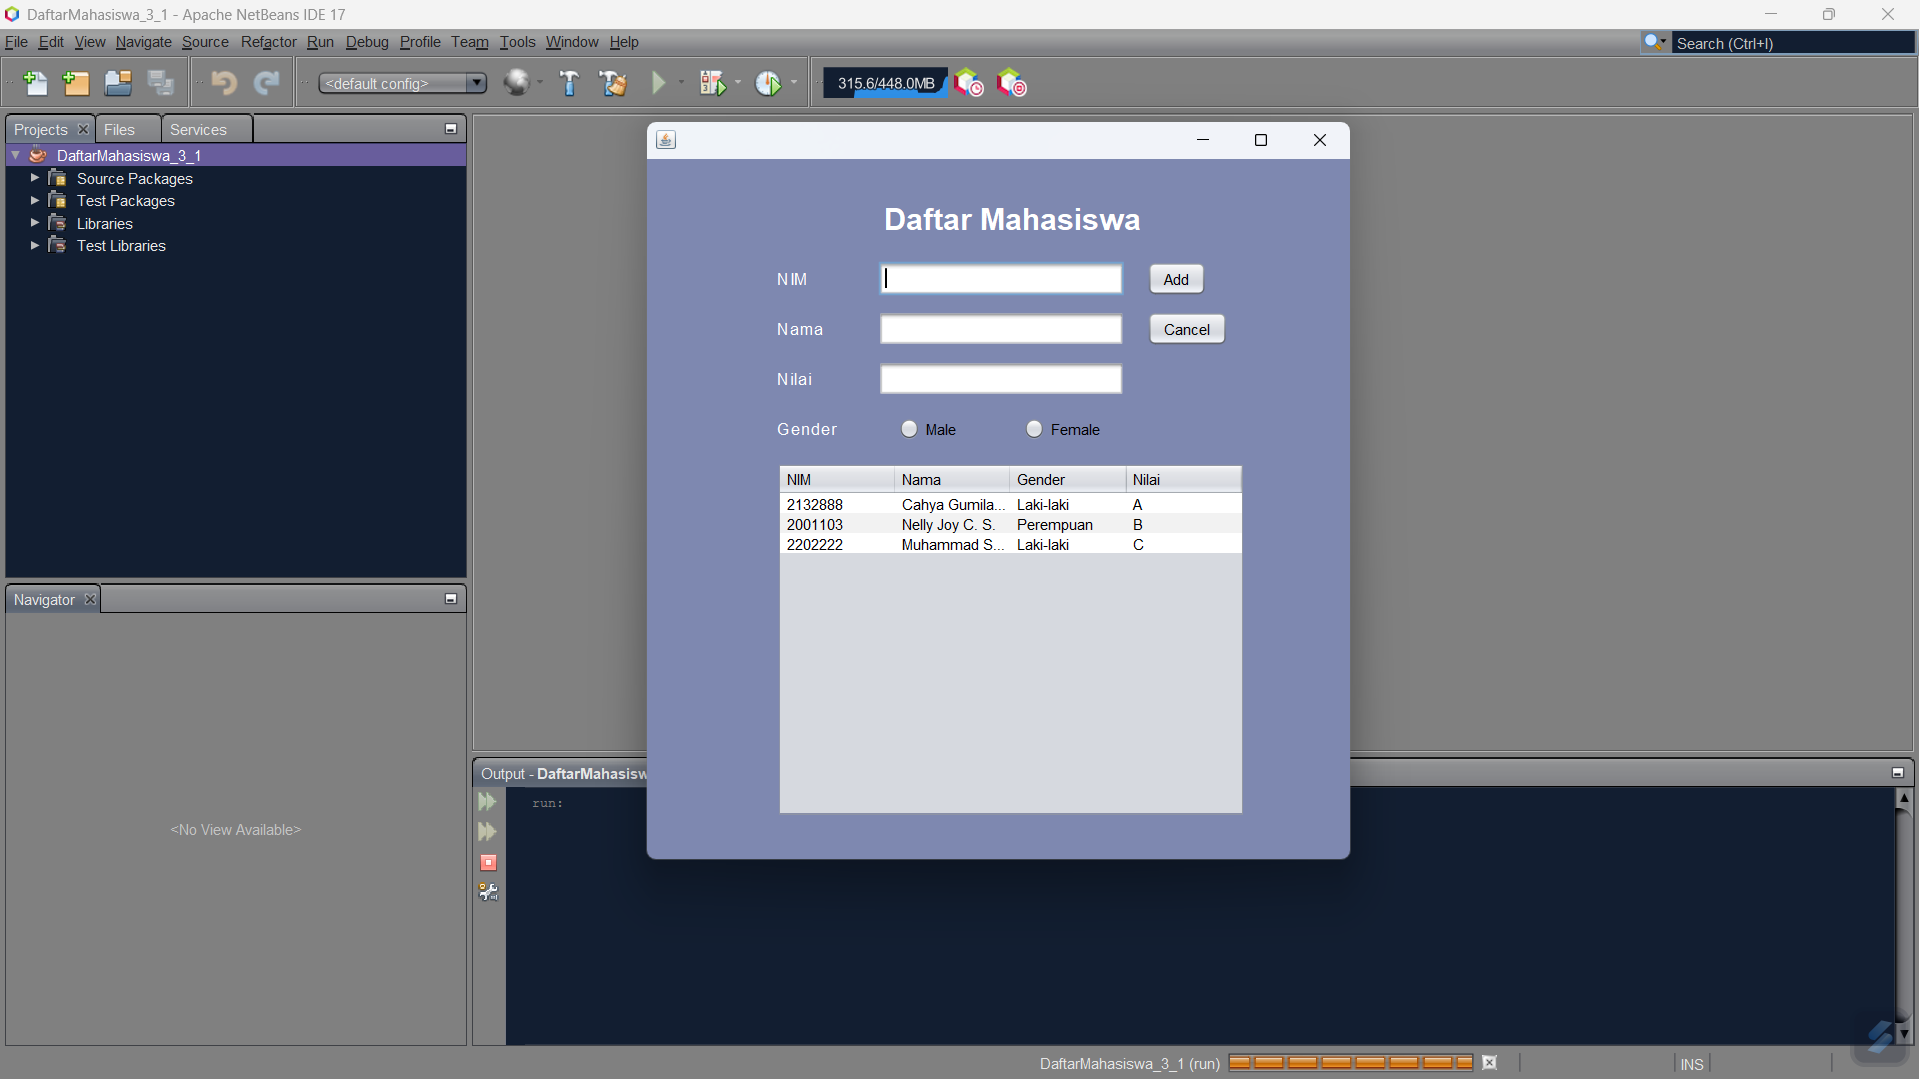 DaftarMahasiswa_3_1 - Apache NetBeans IDE 17
File Edit View Navigate Source Refactor Run Debug Profile Team Tools Window Help
Search (Ctrl+I)
<default config>
315.6/448.0MB
Projects Files Services
DaftarMahasiswa_3_1
Source Packages
Test Packages
Libraries
Test Libraries
Navigator
<No View Available>
Daftar Mahasiswa
NIM Add
Nama Cancel
Nilai
Gender Male Female
NIM Nama Gender Nilai
2132888 Cahya Gumila... Laki-laki A
2001103 Nelly Joy C. S. Perempuan B
2202222 Muhammad S... Laki-laki C
Output - DaftarMahasisw
run:
DaftarMahasiswa_3_1 (run)
INS